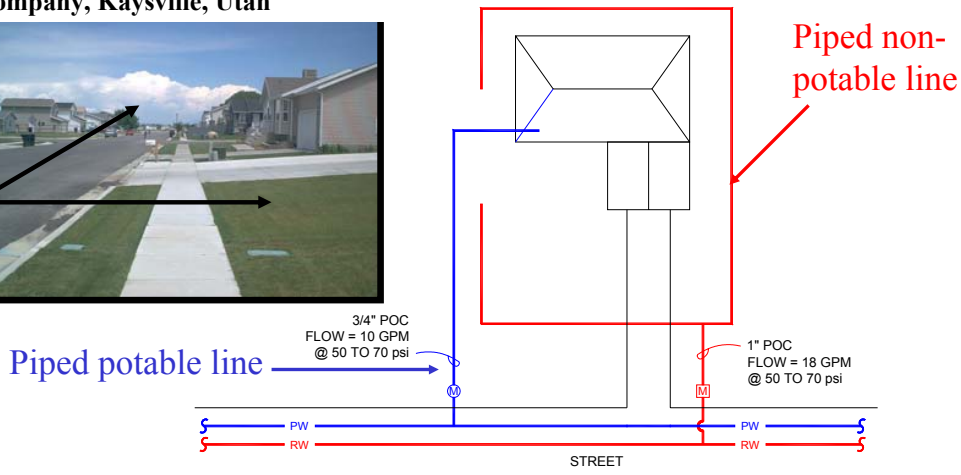 Kaysville, Utah
Piped non-
potable line
3/4" POC
FLOW = 10 GPM
@ 50 TO 70 psi
Piped potable line
1" POC
FLOW = 18 GPM
@ 50 TO 70 psi
M
M
PW
PW
RW
RW
STREET